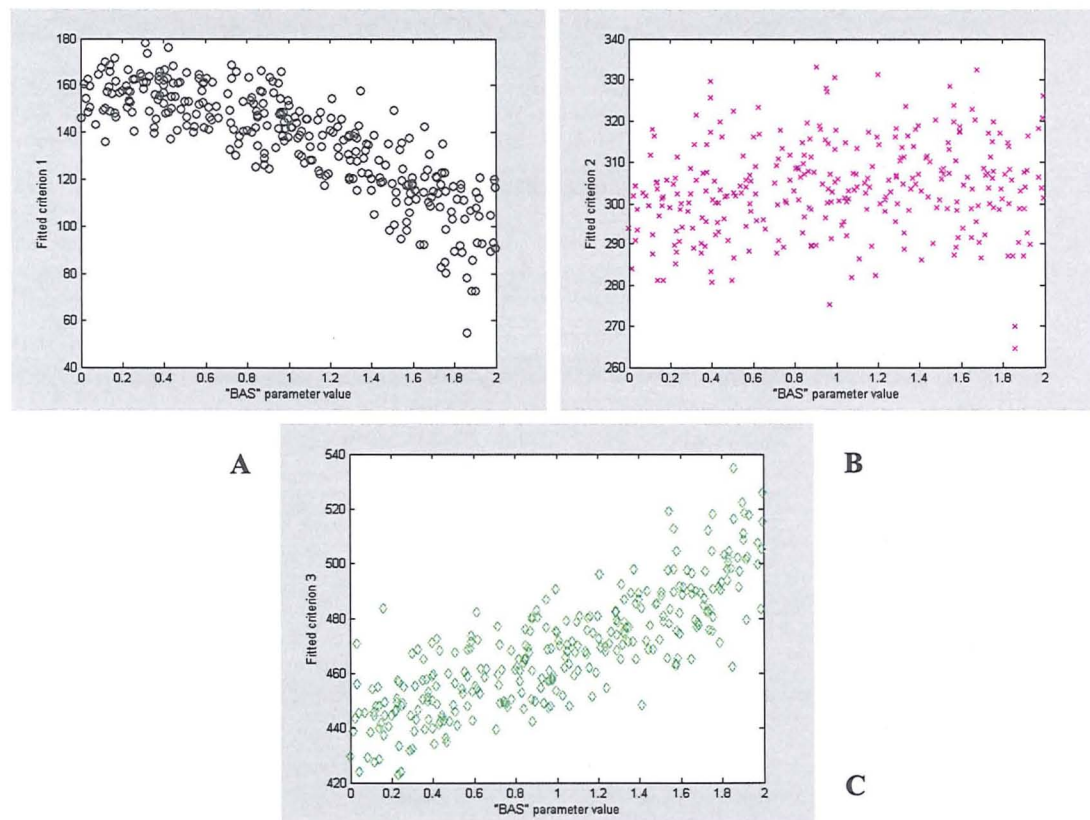 180
160
140
120
100
80
60
40
Fitted criterion 1
0 0.2 0.4 0.6 0.8 1 1.2 1.4 1.6 1.8 2
"BAS" parameter value
340
330
320
310
300
290
280
270
260
Fitted criterion 2
0 0.2 0.4 0.6 0.8 1 1.2 1.4 1.6 1.8 2
"BAS" parameter value
A
B
540
520
500
480
460
440
420
Fitted criterion 3
0 0.2 0.4 0.6 0.8 1 1.2 1.4 1.6 1.8 2
"BAS" parameter value
C